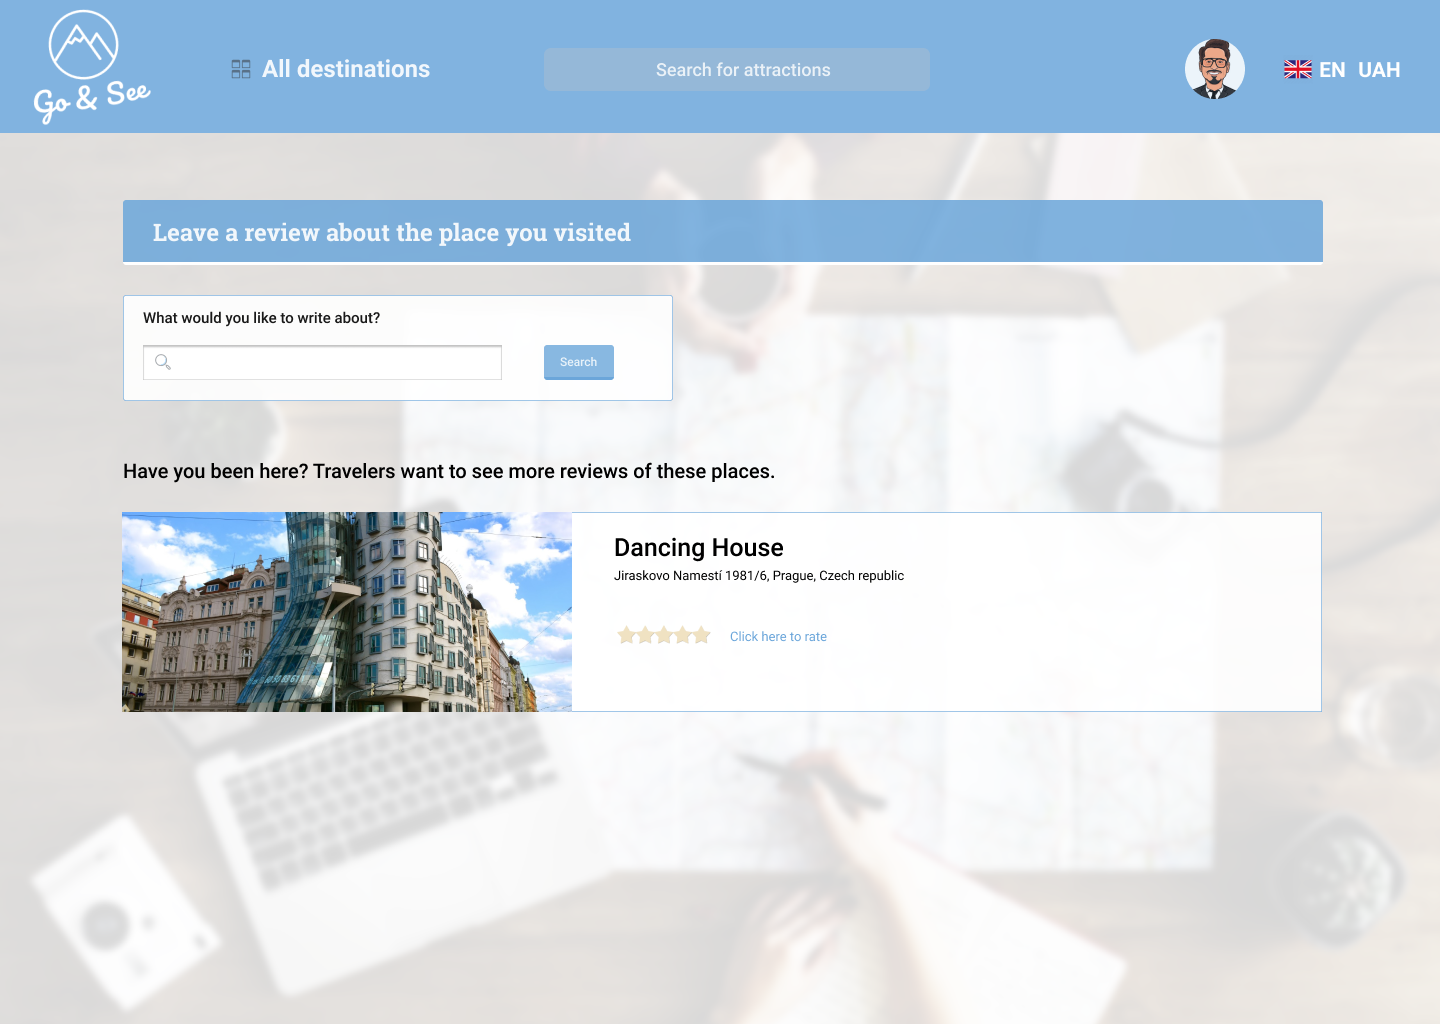 Go & See
All destinations
Search for attractions
EN UAH
Leave a review about the place you visited
What would you like to write about?
Search
Have you been here? Travelers want to see more reviews of these places.
Dancing House
Jiraskovo Namestí 1981/6, Prague, Czech republic
Click here to rate